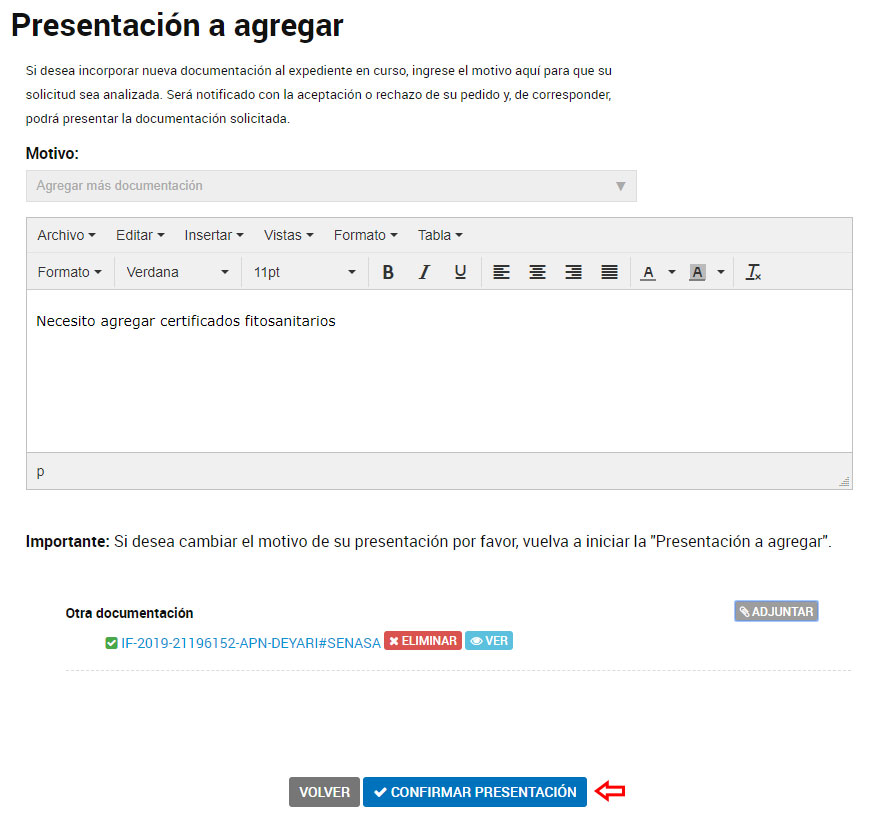 Presentación a agregar
Si desea incorporar nueva documentación al expediente en curso, ingrese el motivo aquí para que su
solicitud sea analizada. Será notificado con la aceptación o rechazo de su pedido y, de corresponder,
podrá presentar la documentación solicitada.
Motivo:
Agregar más documentación
Archivo Editar Insertar Vistas Formato Tabla
Formato Verdana 11pt B I U A A Tx
Necesito agregar certificados fitosanitarios
p
Importante: Si desea cambiar el motivo de su presentación por favor, vuelva a iniciar la "Presentación a agregar".
Otra documentación ADJUNTAR
IF-2019-21196152-APN-DEYARI#SENASA ELIMINAR VER
VOLVER CONFIRMAR PRESENTACIÓN